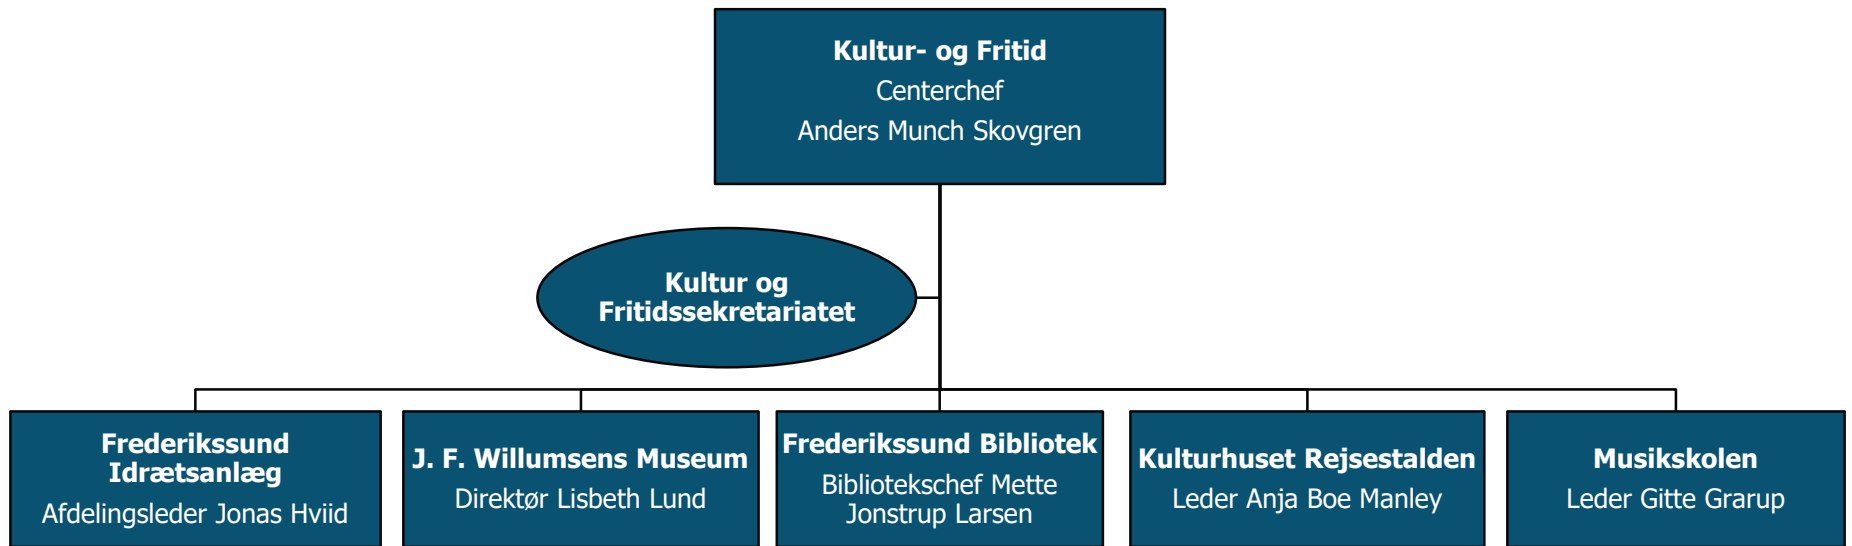 Kultur- og Fritid
Centerchef
Anders Munch Skovgren
Kultur og
Fritidssekretariatet
Frederikssund
Idrætsanlæg
Afdelingsleder Jonas Hviid
J. F. Willumsens Museum
Direktør Lisbeth Lund
Frederikssund Bibliotek
Bibliotekschef Mette
Jonstrup Larsen
Kulturhuset Rejsestalden
Leder Anja Boe Manley
Musikskolen
Leder Gitte Grarup